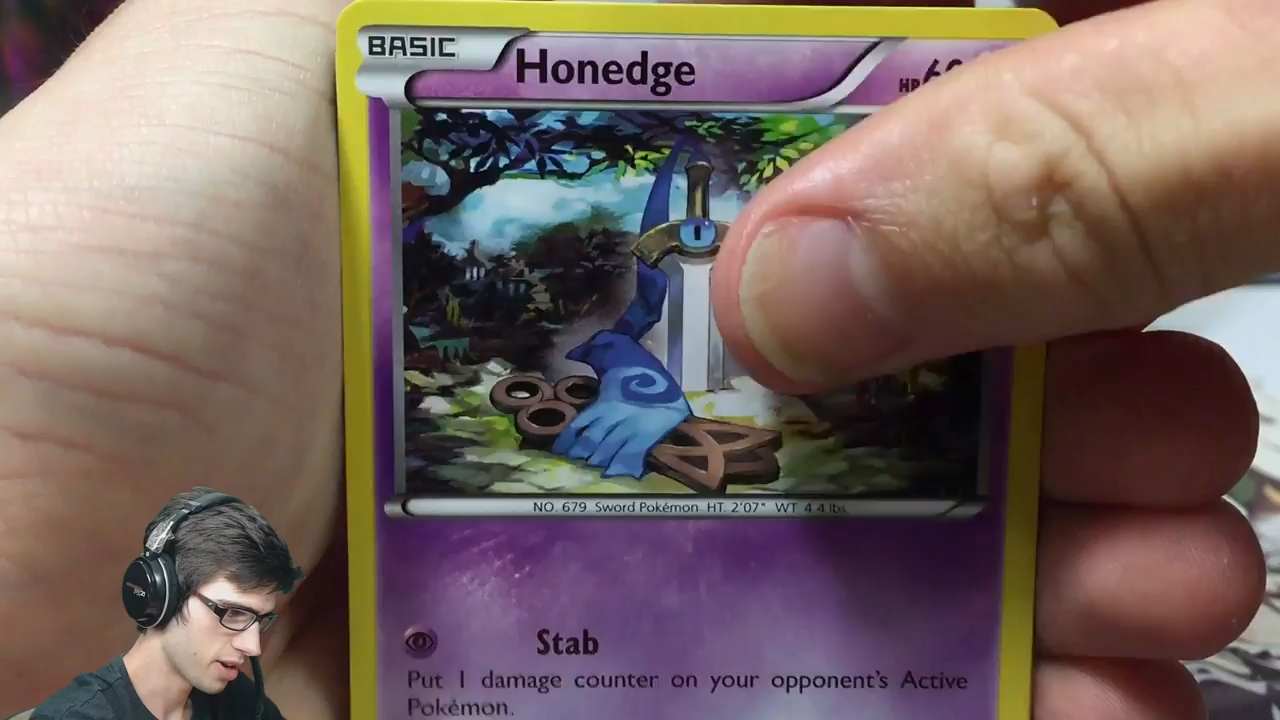 BASIC Honedge HP 60
NO. 679 Sword Pokémon HT. 2'07" WT 4.4 lbs.
Stab
Put 1 damage counter on your opponent's Active
Pokémon.